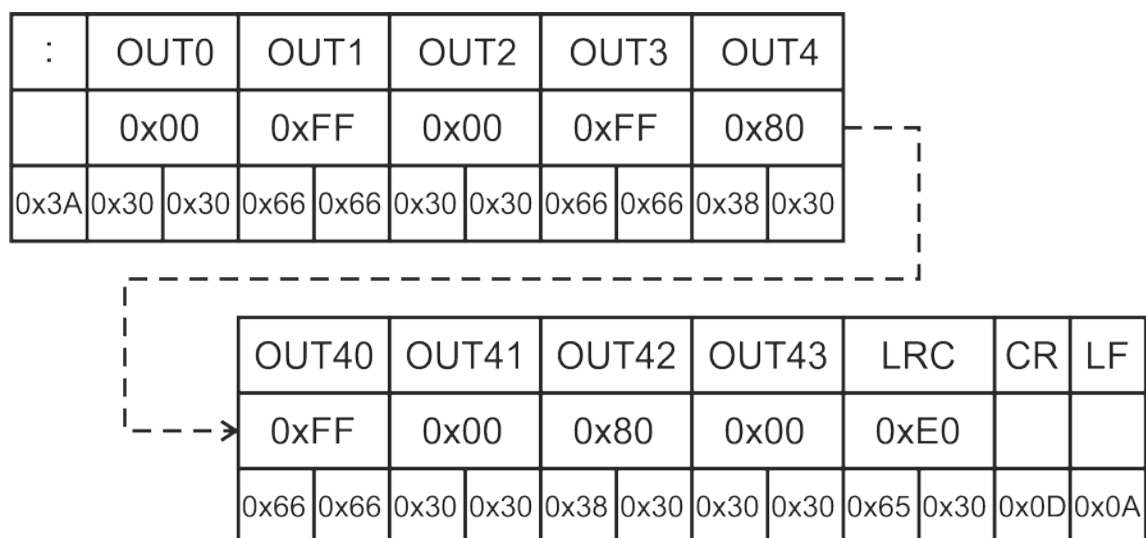 : OUT0 OUT1 OUT2 OUT3 OUT4
0x00 0xFF 0x00 0xFF 0x80
0x3A 0x30 0x30 0x66 0x66 0x30 0x30 0x66 0x66 0x38 0x30
OUT40 OUT41 OUT42 OUT43 LRC CR LF
0xFF 0x00 0x80 0x00 0xE0
0x66 0x66 0x30 0x30 0x38 0x30 0x30 0x30 0x65 0x30 0x0D 0x0A